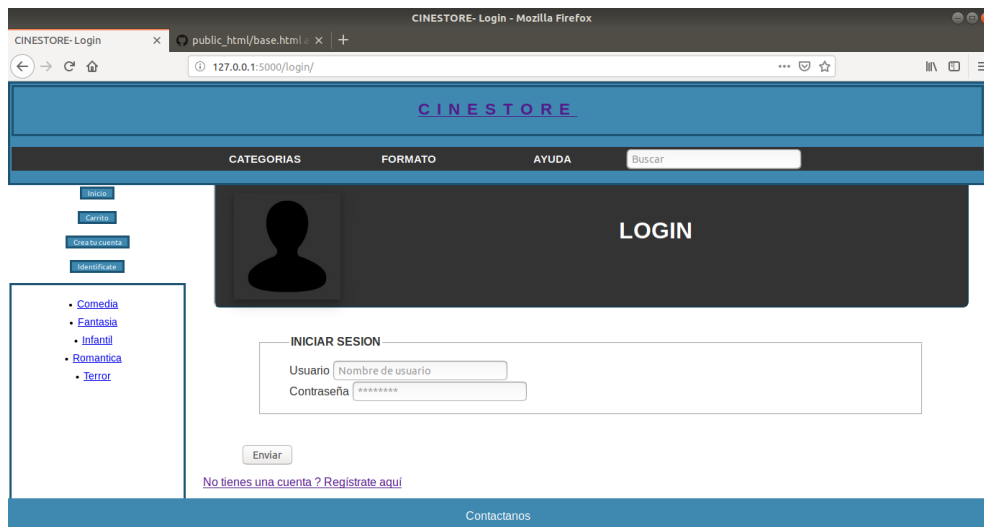 CINESTORE- Login - Mozilla Firefox
CINESTORE- Login
public_html/base.html
127.0.0.1:5000/login/
CINESTORE
CATEGORIAS FORMATO AYUDA Buscar
Inicio
Carrito
Crea tu cuenta
Identificate
LOGIN
Comedia
Fantasia
Infantil
Romantica
Terror
INICIAR SESION
Usuario Nombre de usuario
Contraseña ********
Enviar
No tienes una cuenta ? Registrate aquí
Contactanos